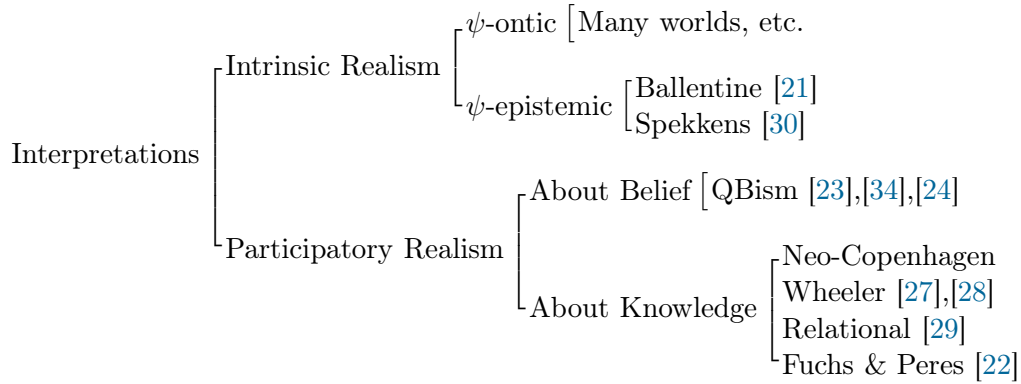 ψ-ontic [Many worlds, etc.
Intrinsic Realism
ψ-epistemic
Ballentine [21]
Spekkens [30]
Interpretations
About Belief [QBism [23],[34],[24]
Participatory Realism
About Knowledge
Neo-Copenhagen
Wheeler [27],[28]
Relational [29]
Fuchs & Peres [22]